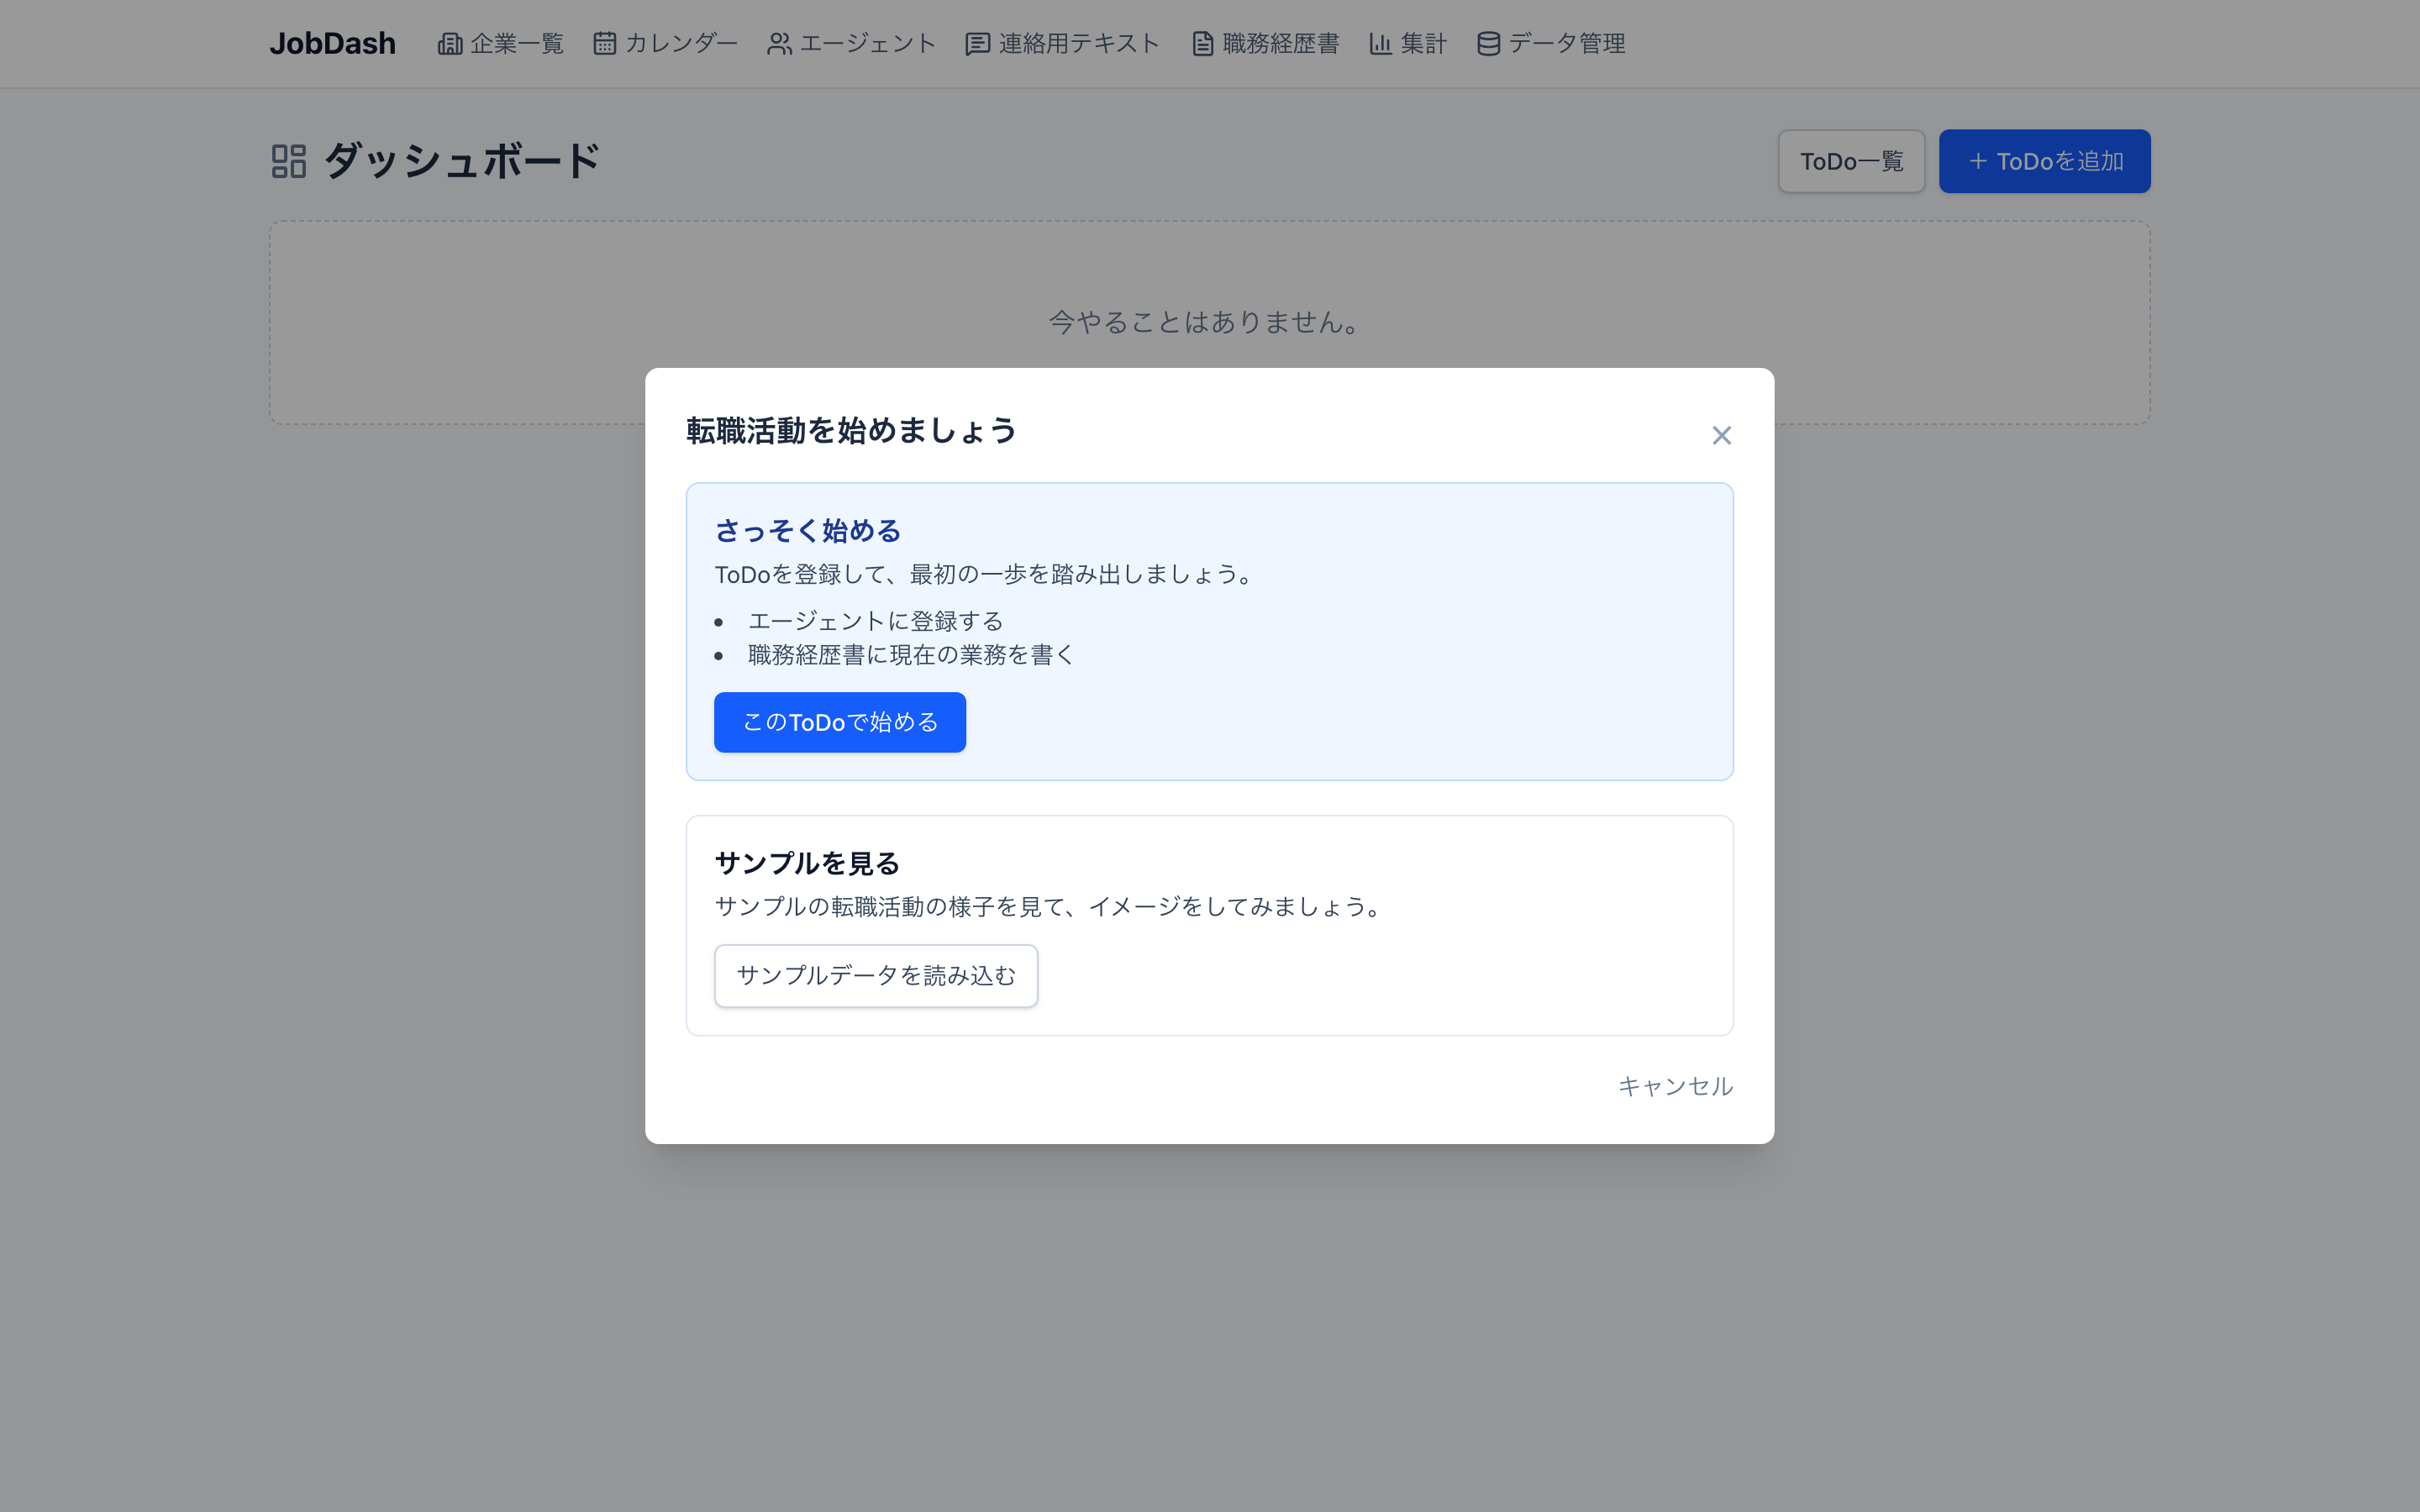 JobDash 企業一覧 カレンダー エージェント 連絡用テキスト 職務経歴書 集計 データ管理
ダッシュボード ToDo一覧 + ToDoを追加
今やることはありません。
転職活動を始めましょう ×
さっそく始める
ToDoを登録して、最初の一歩を踏み出しましょう。
• エージェントに登録する
• 職務経歴書に現在の業務を書く
このToDoで始める
サンプルを見る
サンプルの転職活動の様子を見て、イメージをしてみましょう。
サンプルデータを読み込む
キャンセル